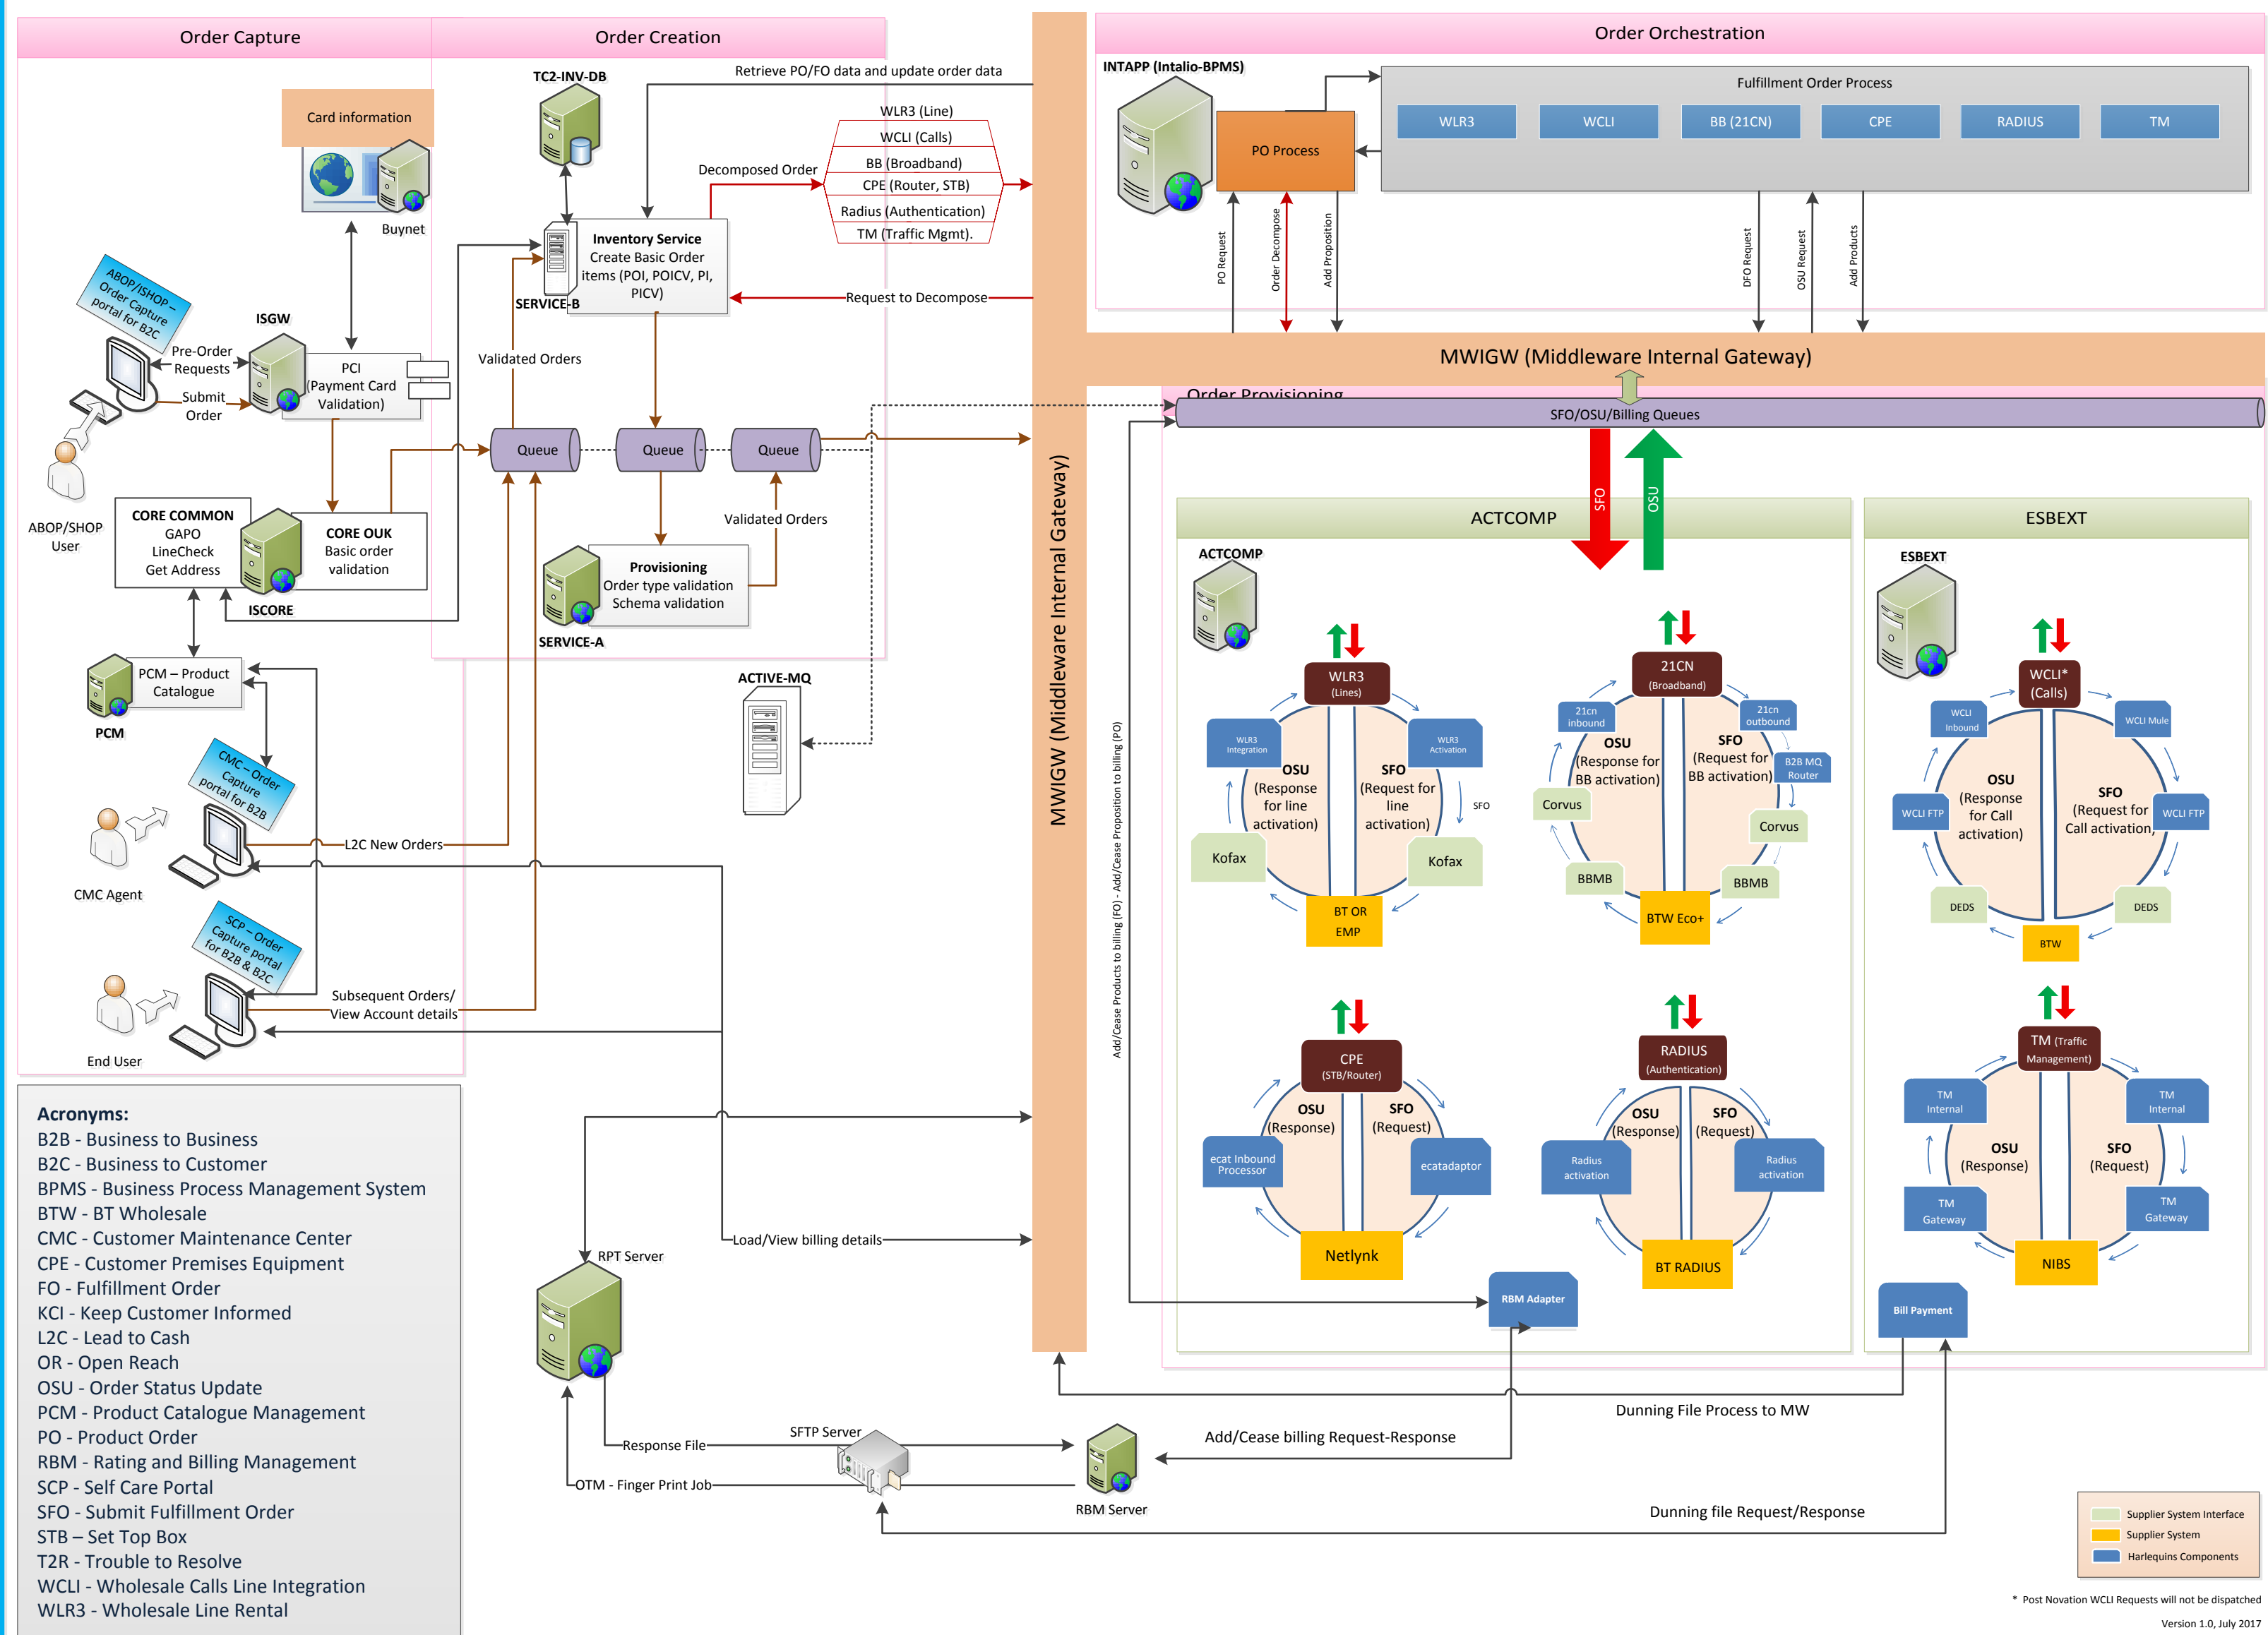 Order Capture
Order Creation
Order Orchestration
Card information
Buynet
ABOP/ISHOP –
Order Capture
portal for B2C
ISGW
Pre-Order
Requests
Submit
Order
PCI
(Payment Card
Validation)
ABOP/SHOP
User
CORE COMMON
GAPO
LineCheck
Get Address
CORE OUK
Basic order
validation
ISCORE
PCM – Product
Catalogue
PCM
CMC – Order
Capture
portal for B2B
CMC Agent
L2C New Orders
SCP – Order
Capture portal
for B2B & B2C
End User
Subsequent Orders/
View Account details
TC2-INV-DB
Retrieve PO/FO data and update order data
Decomposed Order
WLR3 (Line)
WCLI (Calls)
BB (Broadband)
CPE (Router, STB)
Radius (Authentication)
TM (Traffic Mgmt).
Inventory Service
Create Basic Order
items (POI, POICV, PI,
PICV)
SERVICE-B
Request to Decompose
Validated Orders
Queue
Queue
Queue
Validated Orders
Provisioning
Order type validation
Schema validation
SERVICE-A
ACTIVE-MQ
MWIGW (Middleware Internal Gateway)
INTAPP (Intalio-BPMS)
PO Process
Fulfillment Order Process
WLR3
WCLI
BB (21CN)
CPE
RADIUS
TM
PO Request
Order Decompose
Add Proposition
DFO Request
OSU Request
Add Products
MWIGW (Middleware Internal Gateway)
Order Provisioning
SFO/OSU/Billing Queues
SFO
OSU
Add/Cease Products to billing (FO) - Add/Cease Proposition to billing (PO)
ACTCOMP
ACTCOMP
WLR3
(Lines)
WLR3
Integration
WLR3
Activation
OSU
(Response
for line
activation)
SFO
(Request for
line
activation)
SFO
Kofax
Kofax
BT OR
EMP
21CN
(Broadband)
21cn
inbound
21cn
outbound
OSU
(Response for
BB activation)
SFO
(Request for
BB activation)
B2B MQ
Router
Corvus
Corvus
BBMB
BBMB
BTW Eco+
CPE
(STB/Router)
OSU
(Response)
SFO
(Request)
ecat Inbound
Processor
ecatadaptor
Netlynk
RADIUS
(Authentication)
OSU
(Response)
SFO
(Request)
Radius
activation
Radius
activation
BT RADIUS
RBM Adapter
ESBEXT
ESBEXT
WCLI*
(Calls)
WCLI
Inbound
WCLI Mule
OSU
(Response
for Call
activation)
SFO
(Request for
Call activation
WCLI FTP
WCLI FTP
DEDS
DEDS
BTW
TM (Traffic
Management)
TM
Internal
TM
Internal
OSU
(Response)
SFO
(Request)
TM
Gateway
TM
Gateway
NIBS
Bill Payment
Load/View billing details
RPT Server
Response File
SFTP Server
OTM - Finger Print Job
RBM Server
Add/Cease billing Request-Response
Dunning File Process to MW
Dunning file Request/Response
Acronyms:
B2B - Business to Business
B2C - Business to Customer
BPMS - Business Process Management System
BTW - BT Wholesale
CMC - Customer Maintenance Center
CPE - Customer Premises Equipment
FO - Fulfillment Order
KCI - Keep Customer Informed
L2C - Lead to Cash
OR - Open Reach
OSU - Order Status Update
PCM - Product Catalogue Management
PO - Product Order
RBM - Rating and Billing Management
SCP - Self Care Portal
SFO - Submit Fulfillment Order
STB – Set Top Box
T2R - Trouble to Resolve
WCLI - Wholesale Calls Line Integration
WLR3 - Wholesale Line Rental
Supplier System Interface
Supplier System
Harlequins Components
* Post Novation WCLI Requests will not be dispatched
Version 1.0, July 2017